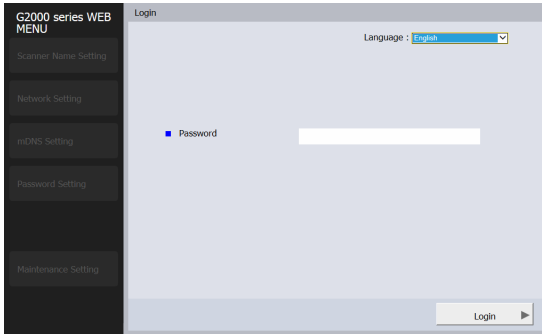 G2000 series WEB
MENU
Scanner Name Setting
Network Setting
mDNS Setting
Password Setting
Maintenance Setting
Login
Language : English
Password
Login